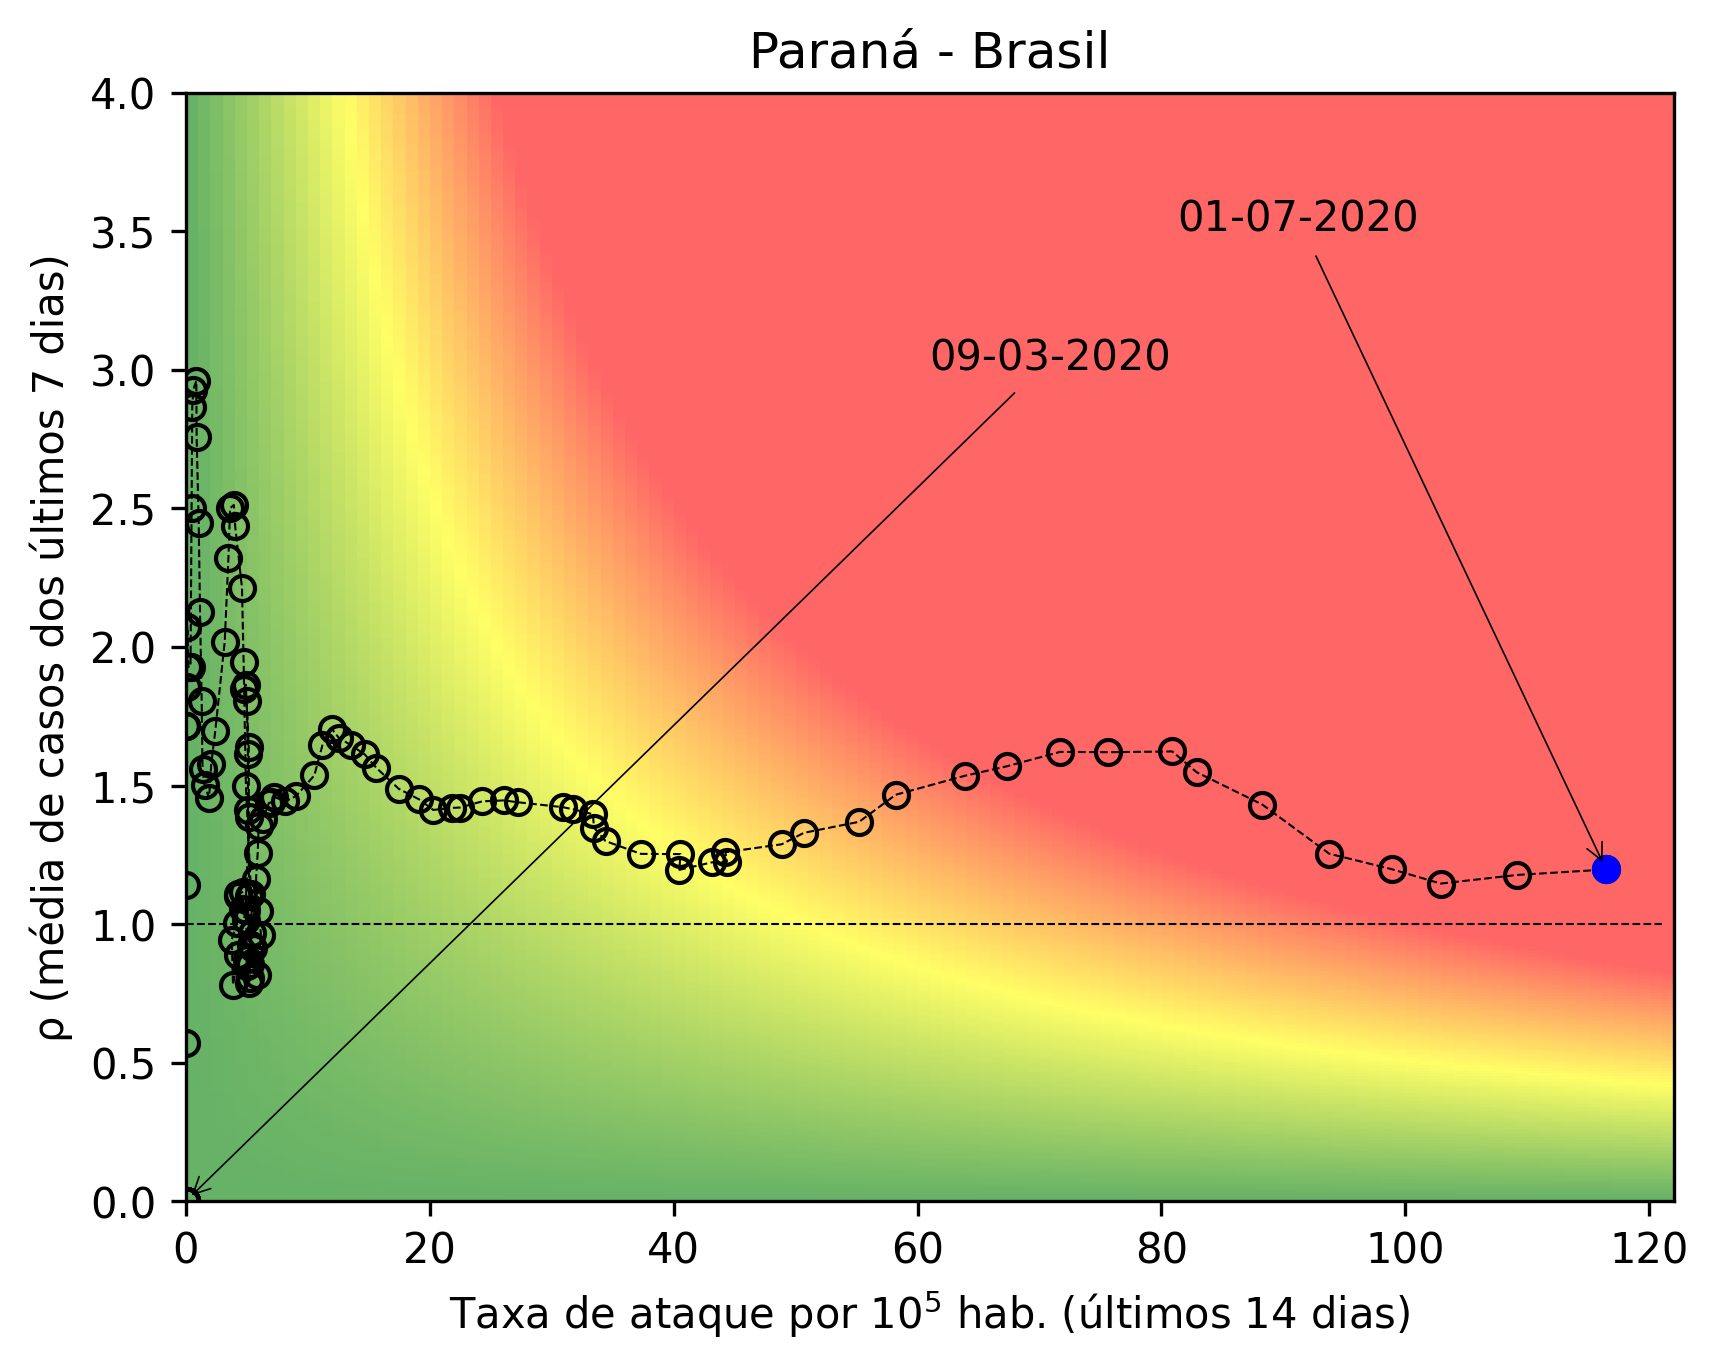 Paraná - Brasil
4.0
3.5
3.0
2.5
2.0
1.5
1.0
0.5
0.0
ρ (média de casos dos últimos 7 dias)
01-07-2020
09-03-2020
0 20 40 60 80 100 120
Taxa de ataque por 10⁵ hab. (últimos 14 dias)